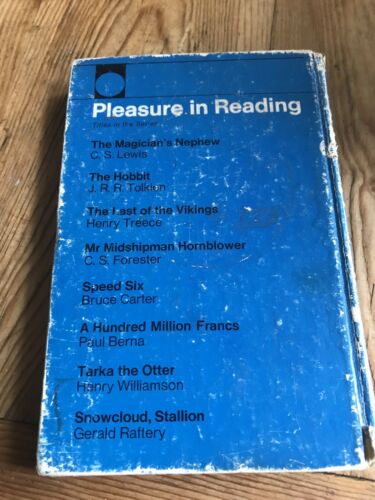 Pleasure in Reading
Titles in the Series
The Magician's Nephew
C. S. Lewis
The Hobbit
J. R. R. Tolkien
The Last of the Vikings
Henry Treece
Mr Midshipman Hornblower
C. S. Forester
Speed Six
Bruce Carter
A Hundred Million Francs
Paul Berna
Tarka the Otter
Henry Williamson
Snowcloud, Stallion
Gerald Raftery